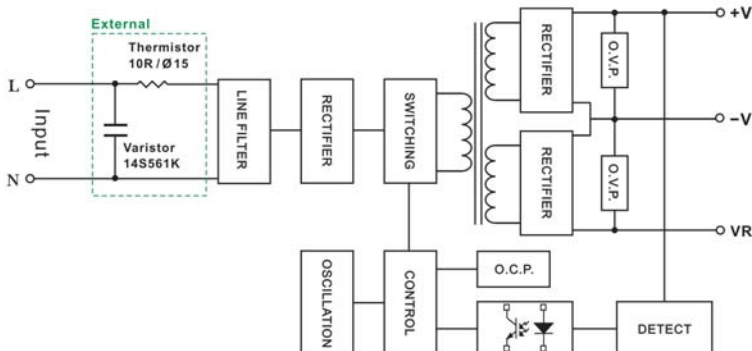 External
Thermistor
10R/Ø15
L
Input
N
Varistor
14S561K
LINE FILTER
RECTIFIER
SWITCHING
RECTIFIER
RECTIFIER
O.V.P.
O.V.P.
+V
−V
VR
OSCILLATION
CONTROL
O.C.P.
DETECT